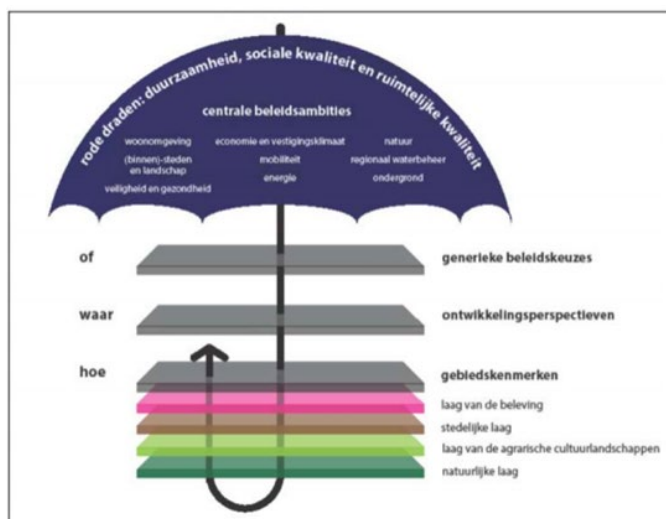 rode draden: duurzaamheid, sociale kwaliteit en ruimtelijke kwaliteit
centrale beleidsambities
woonomgeving
(binnen)-steden
en landschap
veiligheid en gezondheid
economie en vestigingsklimaat
mobiliteit
energie
natuur
regionaal waterbeheer
ondergrond
of
generieke beleidskeuzes
waar
ontwikkelingsperspectieven
hoe
gebiedskenmerken
laag van de beleving
stedelijke laag
laag van de agrarische cultuurlandschappen
natuurlijke laag